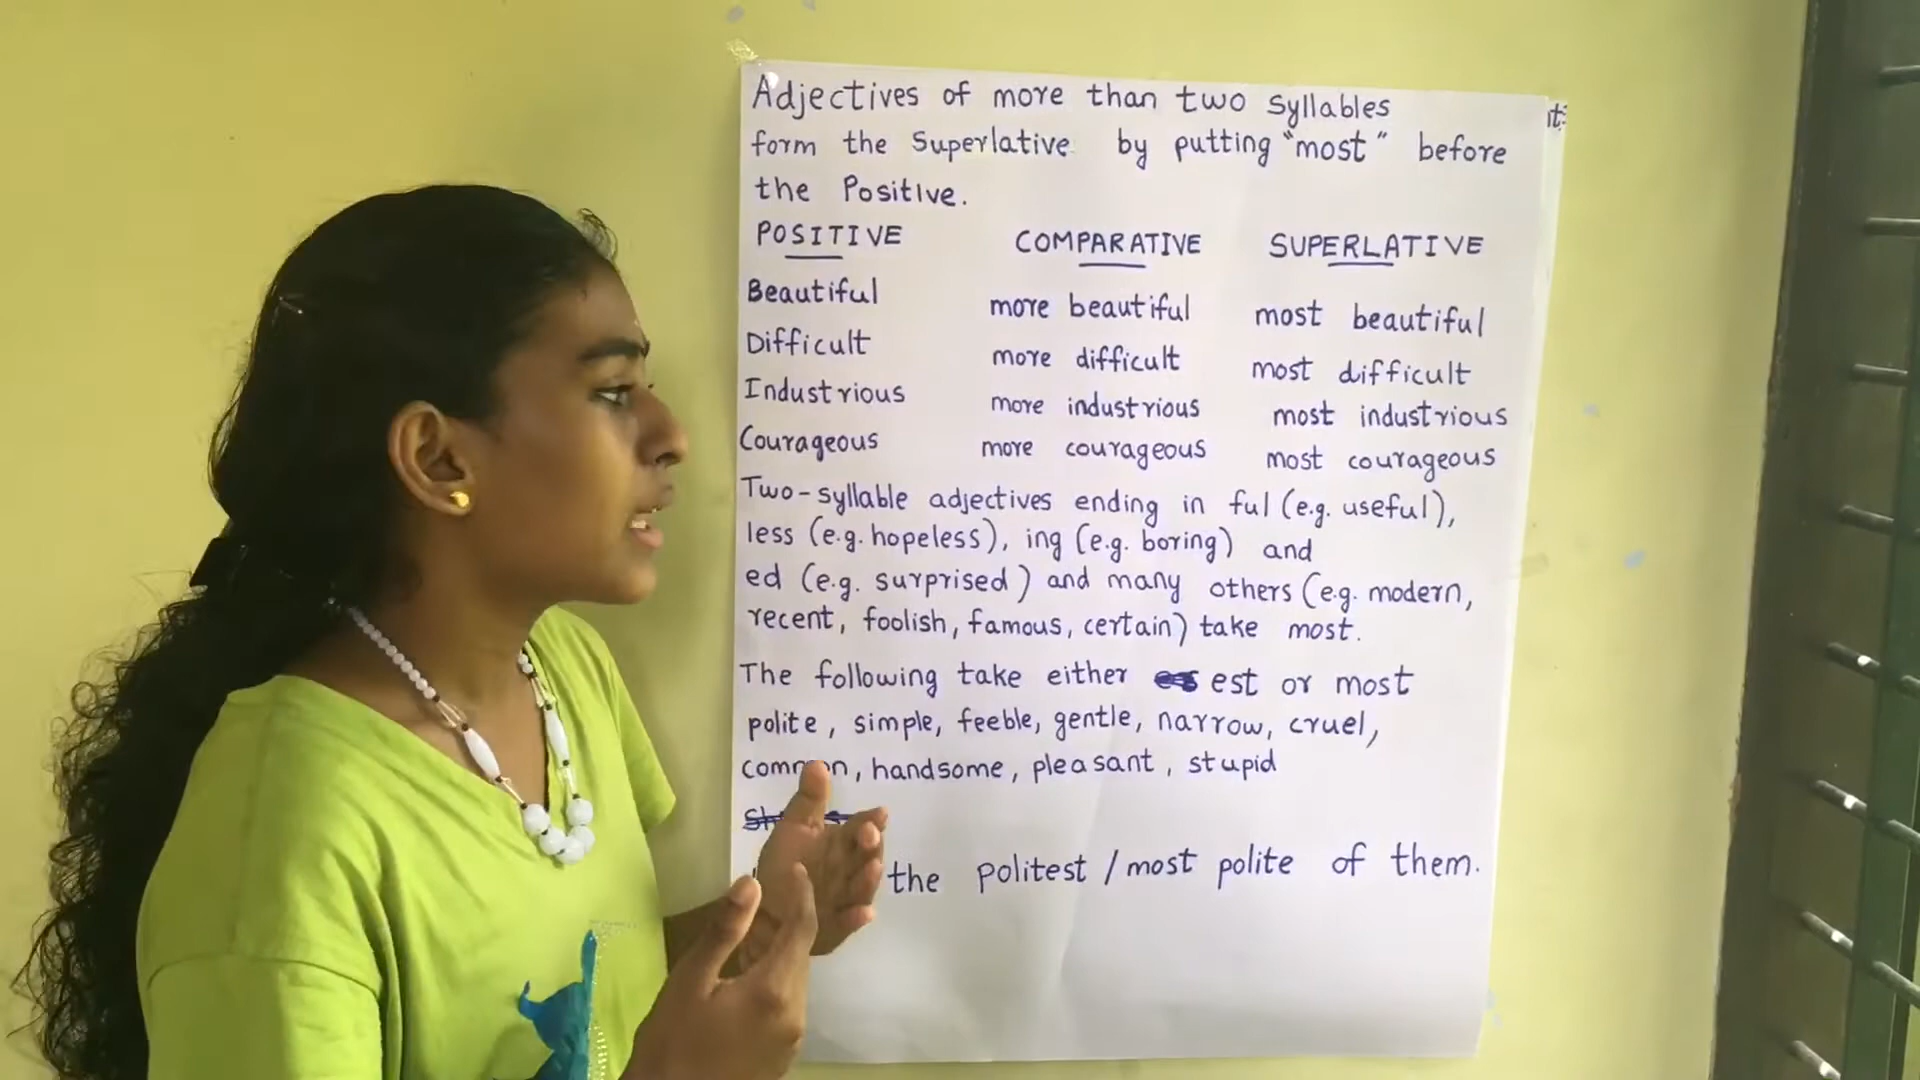 Adjectives of more than two syllables
form the Superlative by putting "most" before
the Positive.
POSITIVE COMPARATIVE SUPERLATIVE
Beautiful more beautiful most beautiful
Difficult more difficult most difficult
Industrious more industrious most industrious
Courageous more courageous most courageous
Two-syllable adjectives ending in ful (e.g. useful),
less (e.g. hopeless), ing (e.g. boring) and
ed (e.g. surprised) and many others (e.g. modern,
recent, foolish, famous, certain) take most.
The following take either est or most
polite, simple, feeble, gentle, narrow, cruel,
common, handsome, pleasant, stupid
the politest / most polite of them.